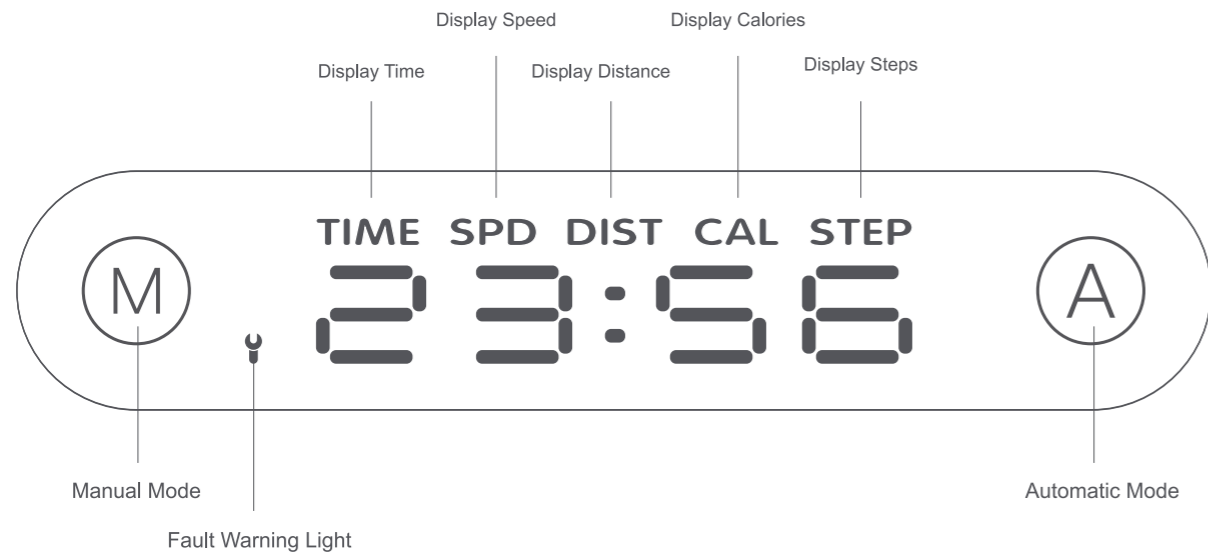 Display Speed
Display Calories
Display Time
Display Distance
Display Steps
TIME SPD DIST CAL STEP
M
23:56
A
Manual Mode
Automatic Mode
Fault Warning Light